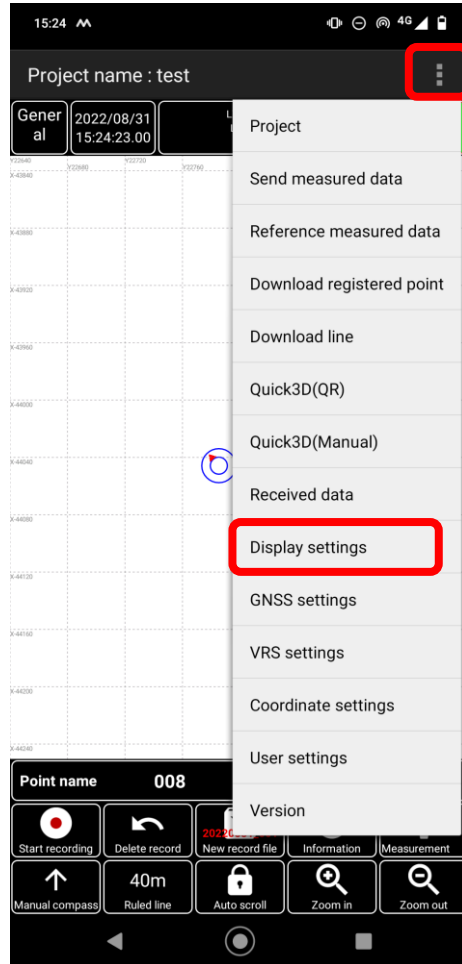 15:24
4G
Project name : test
Gener
al
2022/08/31
15:24:23.00
L
Project
Send measured data
Reference measured data
Download registered point
Download line
Quick3D(QR)
Quick3D(Manual)
Received data
Display settings
GNSS settings
VRS settings
Coordinate settings
User settings
Version
Y22640
Y22680
Y22720
Y22760
X-43840
X-43880
X-43920
X-43960
X-44000
X-44040
X-44080
X-44120
X-44160
X-44200
X-44240
Point name
008
Start recording
Delete record
New record file
Information
Measurement
40m
Manual compass
Ruled line
Auto scroll
Zoom in
Zoom out